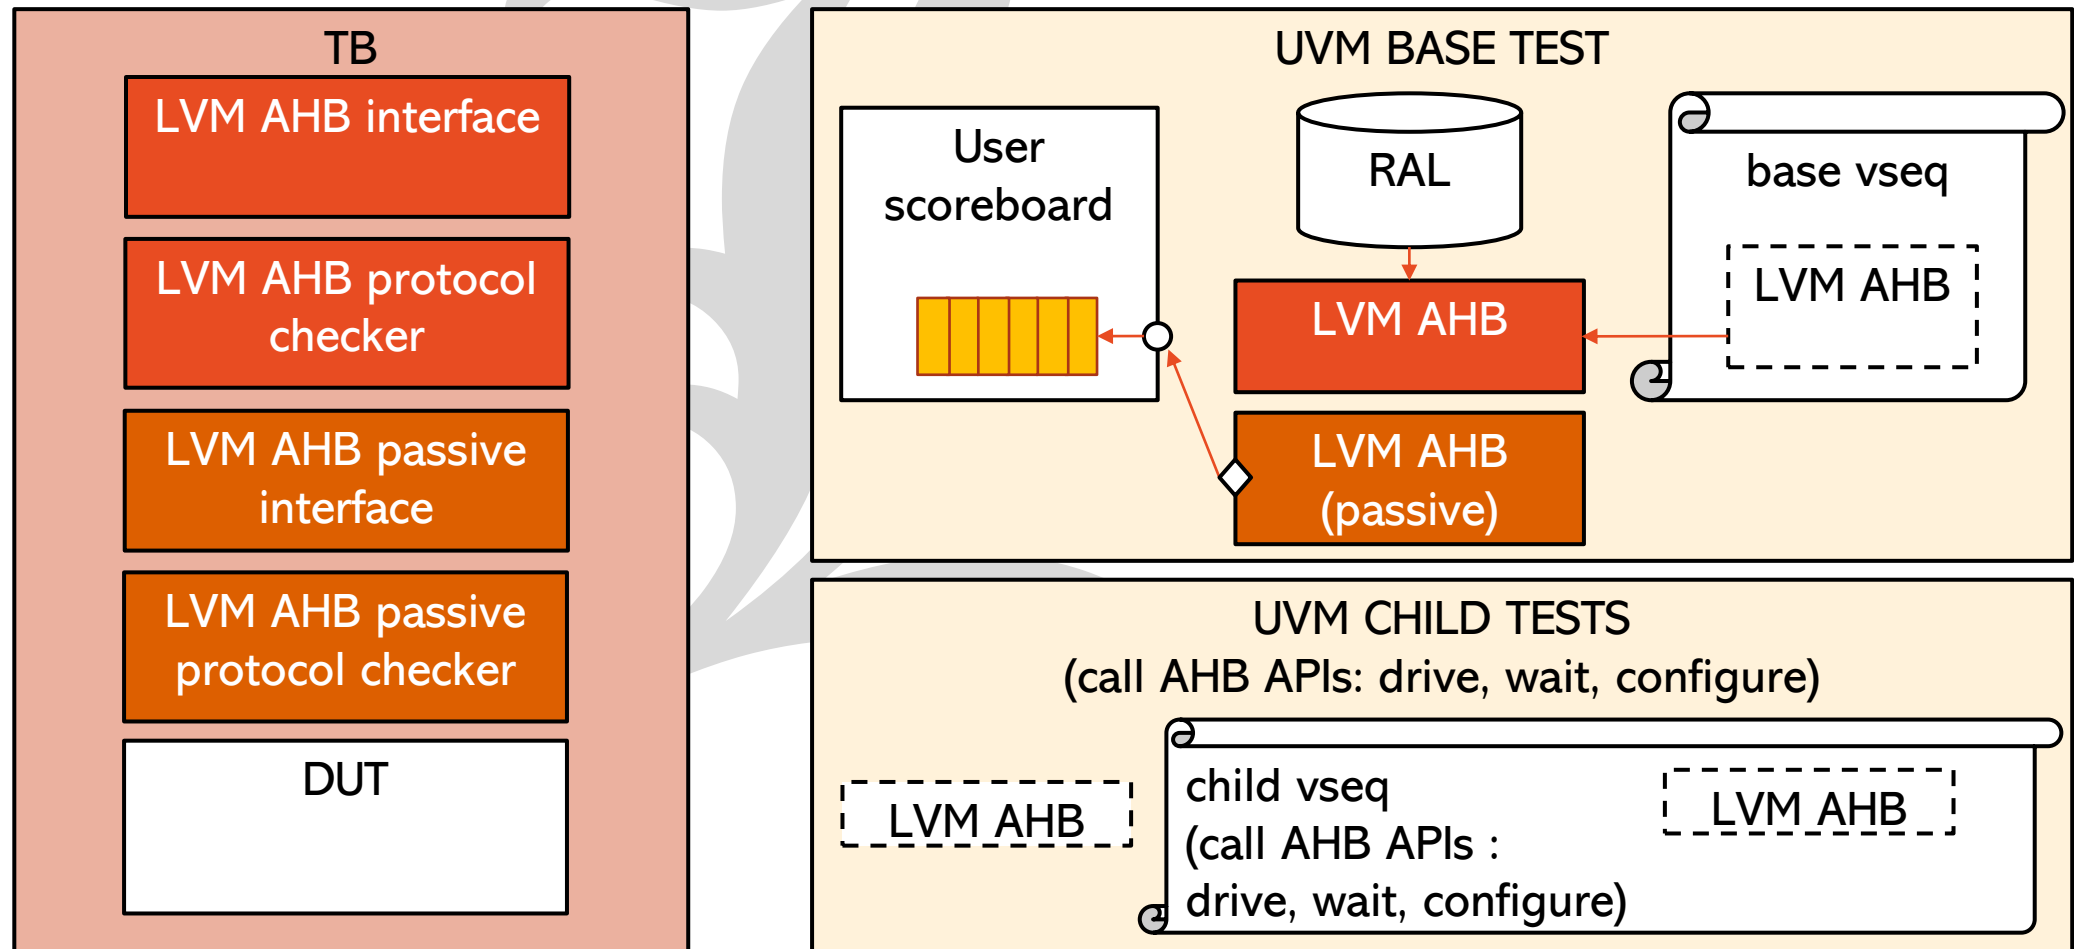 TB
LVM AHB interface
LVM AHB protocol
checker
LVM AHB passive
interface
LVM AHB passive
protocol checker
DUT
UVM BASE TEST
User
scoreboard
RAL
LVM AHB
LVM AHB
(passive)
base vseq
LVM AHB
UVM CHILD TESTS
(call AHB APIs: drive, wait, configure)
LVM AHB
child vseq
(call AHB APIs :
drive, wait, configure)
LVM AHB